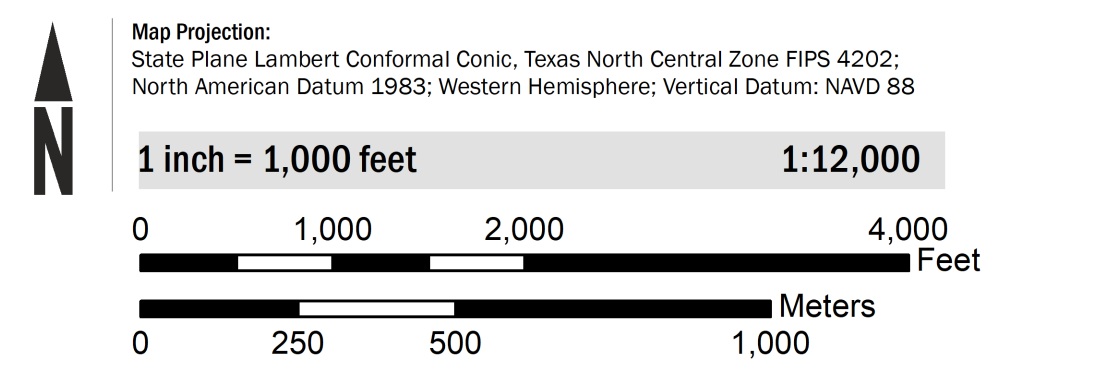 N
Map Projection:
State Plane Lambert Conformal Conic, Texas North Central Zone FIPS 4202;
North American Datum 1983; Western Hemisphere; Vertical Datum: NAVD 88
1 inch = 1,000 feet 1:12,000
0 1,000 2,000 4,000
Feet
Meters
0 250 500 1,000